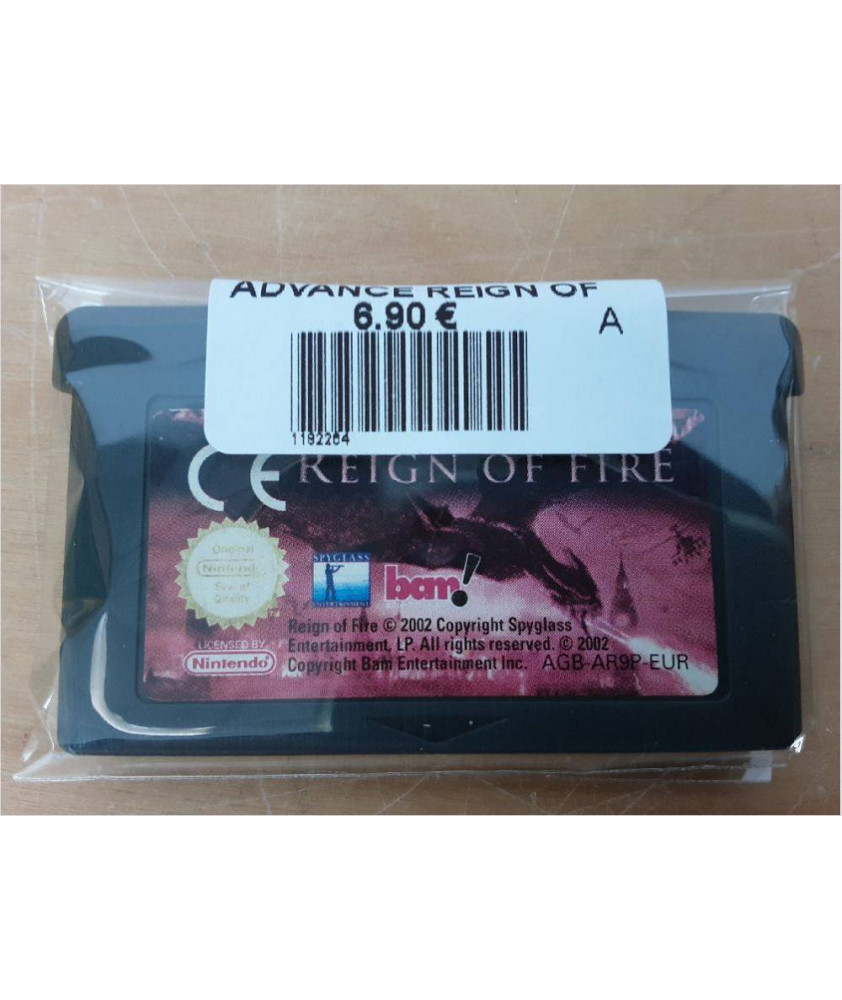 ADVANCE REIGN OF
6.90 €
A
1182264
CE
REIGN OF FIRE
Original
Nintendo
Seal of
Quality
TM
SPYGLASS
ENTERTAINMENT
bam!
LICENSED BY
Nintendo
Reign of Fire © 2002 Copyright Spyglass
Entertainment, LP. All rights reserved. © 2002
Copyright Bam Entertainment Inc. AGB-AR9P-EUR